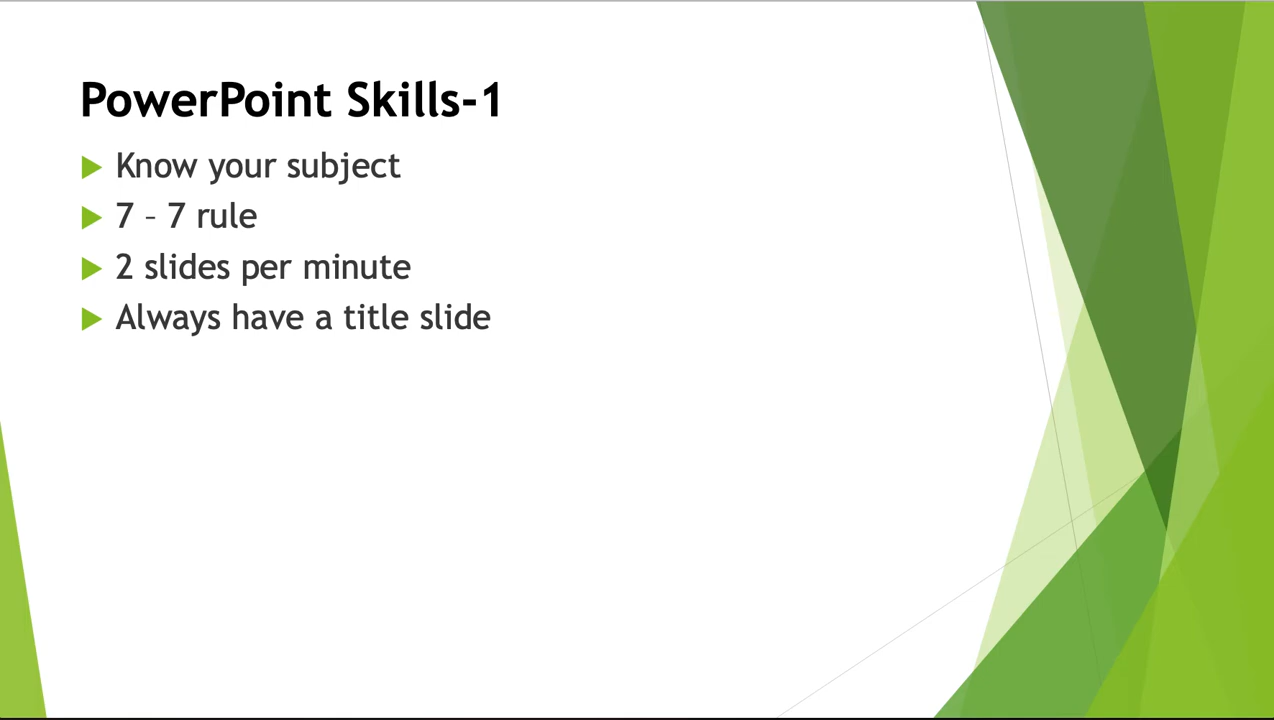 PowerPoint Skills-1
Know your subject
7 – 7 rule
2 slides per minute
Always have a title slide